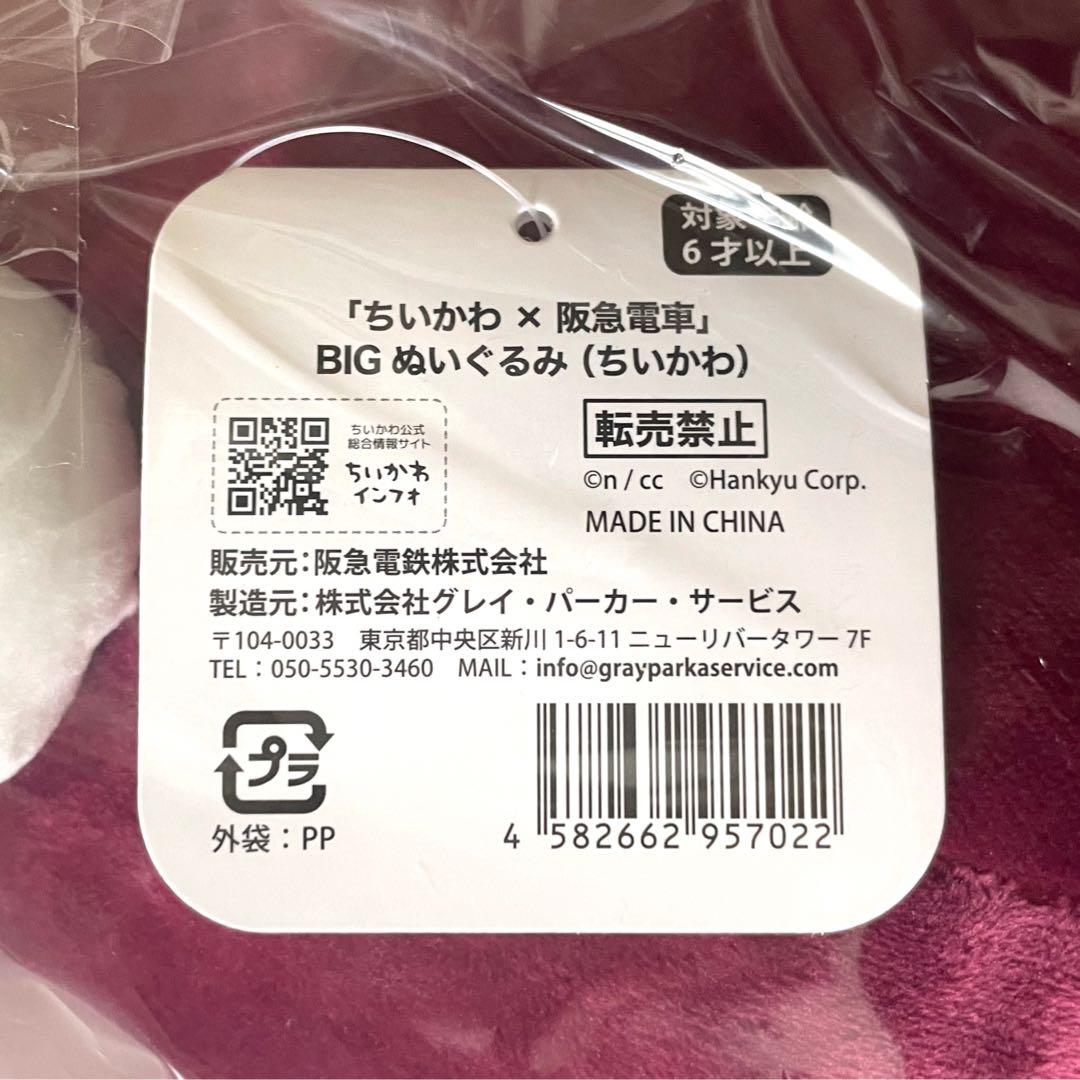 対象年齢
6才以上
「ちいかわ × 阪急電車」
BIG ぬいぐるみ（ちいかわ）
ちいかわ公式
総合情報サイト
ちいかわ
インフォ
転売禁止
©n / cc ©Hankyu Corp.
MADE IN CHINA
販売元：阪急電鉄株式会社
製造元：株式会社グレイ・パーカー・サービス
〒104-0033 東京都中央区新川 1-6-11 ニューリバータワー 7F
TEL：050-5530-3460 MAIL：info@grayparkaservice.com
プラ
外袋：PP
4 582662 957022